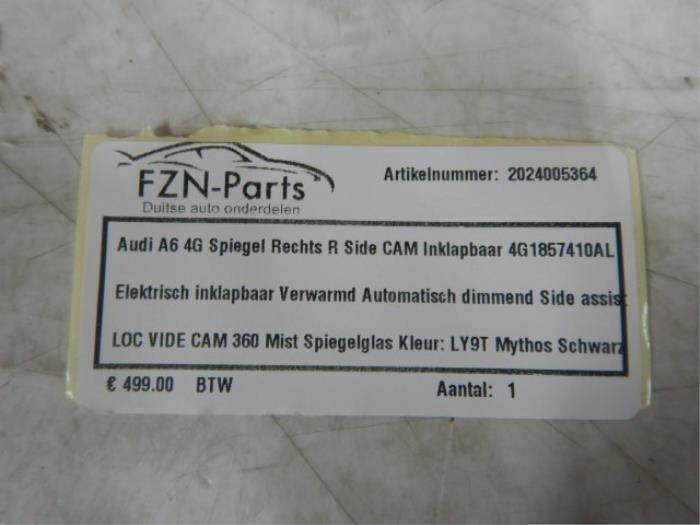 FZN-Parts
Duitse auto onderdelen
Artikelnummer: 2024005364
Audi A6 4G Spiegel Rechts R Side CAM Inklapbaar 4G1857410AL
Elektrisch inklapbaar Verwarmd Automatisch dimmend Side assis
LOC VIDE CAM 360 Mist Spiegelglas Kleur: LY9T Mythos Schwarz
€ 499.00 BTW
Aantal: 1